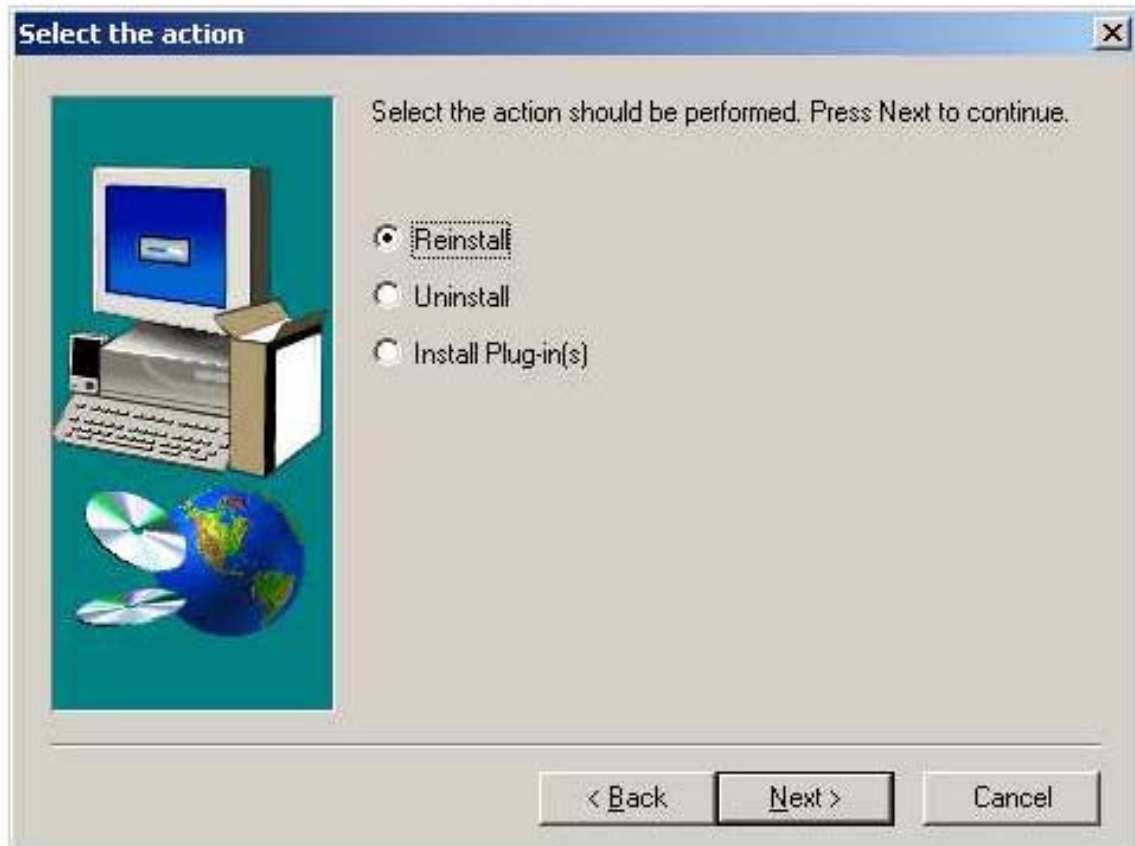 Select the action
Select the action should be performed. Press Next to continue.
Reinstall
Uninstall
Install Plug-in(s)
< Back
Next >
Cancel